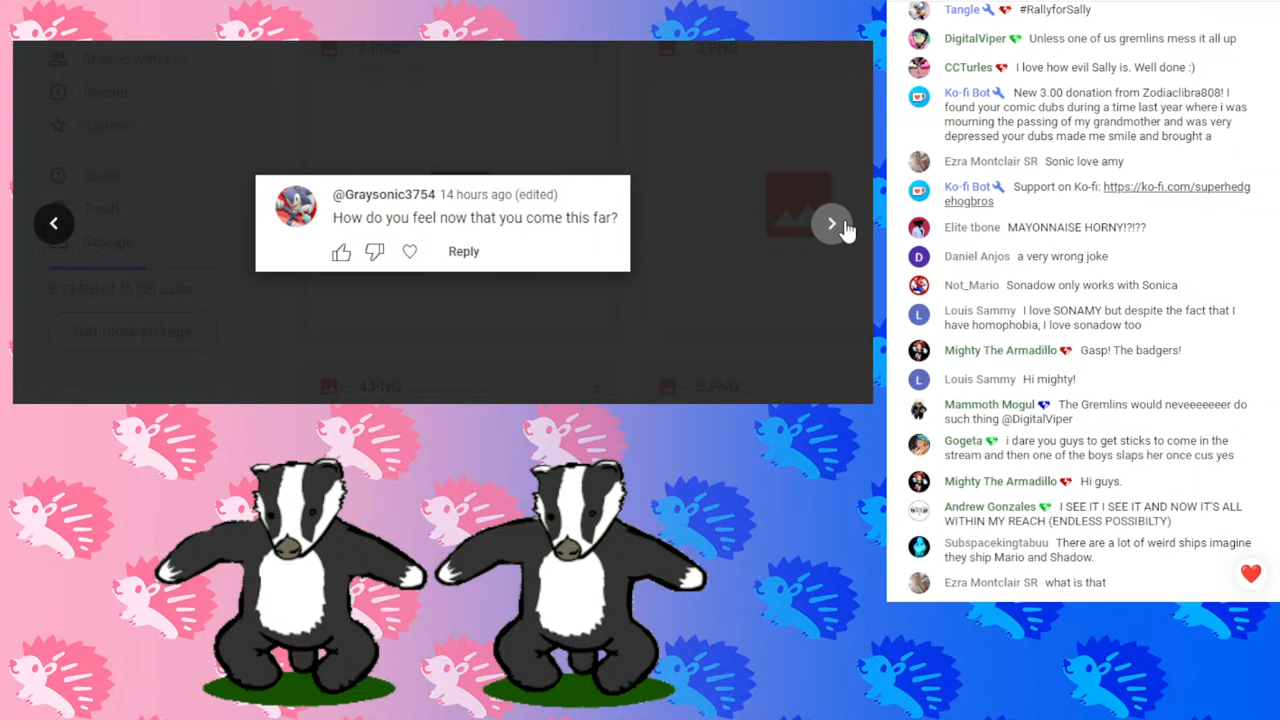 2.PNG
3.PNG
Shared with me
Recent
Starred
Spam
Trash
Storage
8.33 GB of 15 GB used
Get more storage
4.PNG
5.PNG
@Graysonic3754 14 hours ago (edited)
How do you feel now that you come this far?
Reply
Tangle #RallyforSally
DigitalViper Unless one of us gremlins mess it all up
CCTurles I love how evil Sally is. Well done :)
Ko-fi Bot New 3.00 donation from Zodiaclibra808! I
found your comic dubs during a time last year where i was
mourning the passing of my grandmother and was very
depressed your dubs made me smile and brought a
Ezra Montclair SR Sonic love amy
Ko-fi Bot Support on Ko-fi: https://ko-fi.com/superhedg
ehogbros
Elite tbone MAYONNAISE HORNY!?!??
Daniel Anjos a very wrong joke
Not_Mario Sonadow only works with Sonica
Louis Sammy I love SONAMY but despite the fact that I
have homophobia, I love sonadow too
Mighty The Armadillo Gasp! The badgers!
Louis Sammy Hi mighty!
Mammoth Mogul The Gremlins would neveeeeeeer do
such thing @DigitalViper
Gogeta i dare you guys to get sticks to come in the
stream and then one of the boys slaps her once cus yes
Mighty The Armadillo Hi guys.
Andrew Gonzales I SEE IT I SEE IT AND NOW IT'S ALL
WITHIN MY REACH (ENDLESS POSSIBILTY)
Subspacekingtabuu There are a lot of weird ships imagine
they ship Mario and Shadow.
Ezra Montclair SR what is that